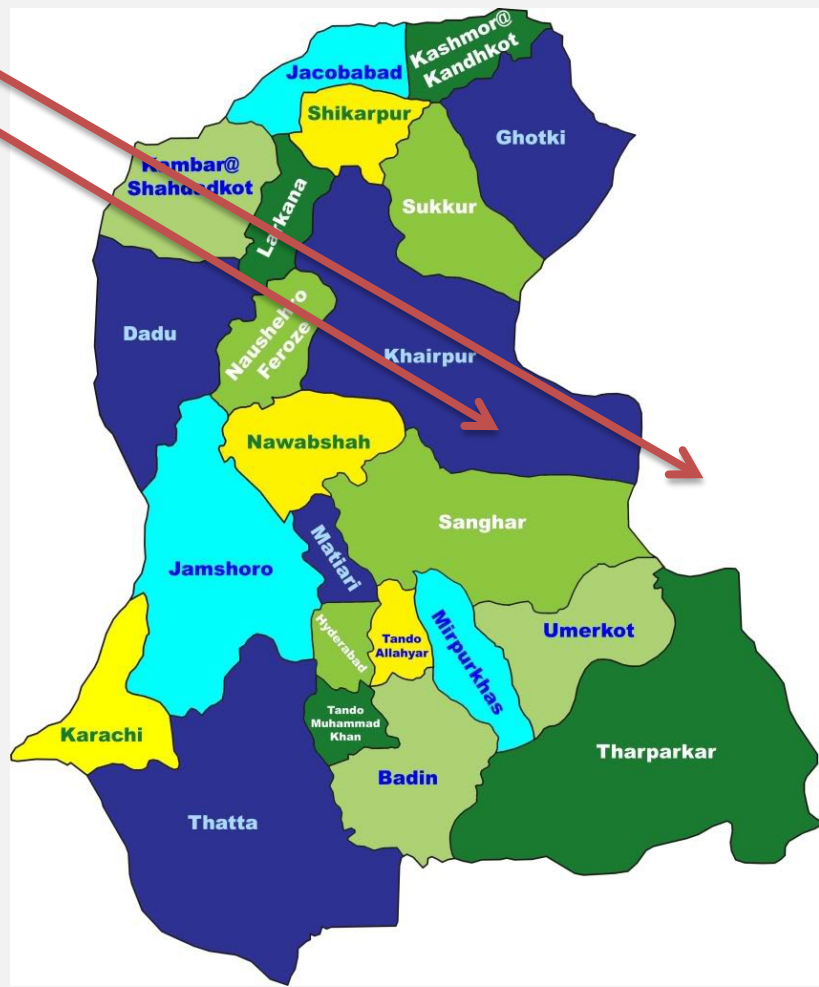 Kashmor@
Kandhkot
Jacobabad
Shikarpur
Ghotki
Kambar@
Shahdadkot
Larkana
Sukkur
Dadu
Naushehro
Feroze
Khairpur
Nawabshah
Sanghar
Matiari
Jamshoro
Hyderabad
Tando
Allahyar
Mirpurkhas
Umerkot
Karachi
Tando
Muhammad
Khan
Tharparkar
Badin
Thatta